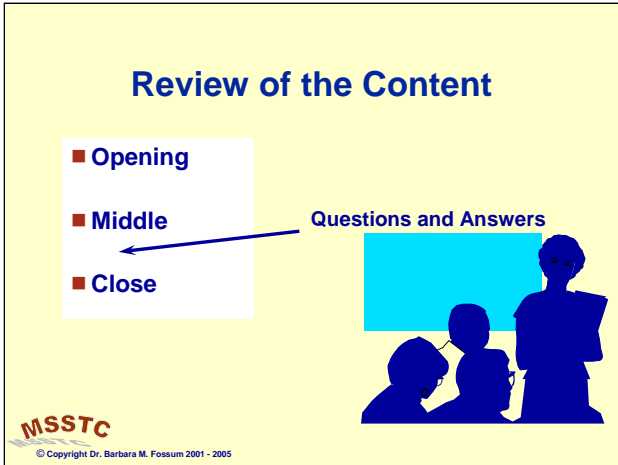 Review of the Content
Opening
Middle
Questions and Answers
Close
MSSTC
© Copyright Dr. Barbara M. Fossum 2001 - 2005